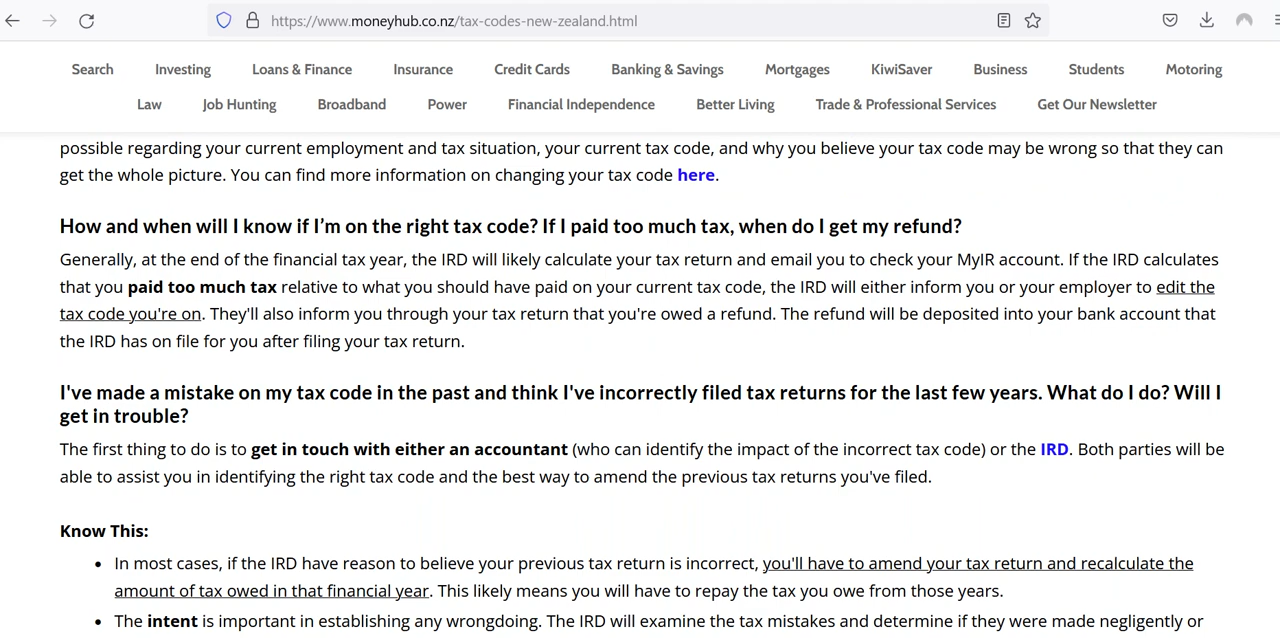 https://www.moneyhub.co.nz/tax-codes-new-zealand.html
Search Investing Loans & Finance Insurance Credit Cards Banking & Savings Mortgages KiwiSaver Business Students Motoring
Law Job Hunting Broadband Power Financial Independence Better Living Trade & Professional Services Get Our Newsletter
possible regarding your current employment and tax situation, your current tax code, and why you believe your tax code may be wrong so that they can
get the whole picture. You can find more information on changing your tax code here.
How and when will I know if I’m on the right tax code? If I paid too much tax, when do I get my refund?
Generally, at the end of the financial tax year, the IRD will likely calculate your tax return and email you to check your MyIR account. If the IRD calculates
that you paid too much tax relative to what you should have paid on your current tax code, the IRD will either inform you or your employer to edit the
tax code you're on. They'll also inform you through your tax return that you're owed a refund. The refund will be deposited into your bank account that
the IRD has on file for you after filing your tax return.
I've made a mistake on my tax code in the past and think I've incorrectly filed tax returns for the last few years. What do I do? Will I
get in trouble?
The first thing to do is to get in touch with either an accountant (who can identify the impact of the incorrect tax code) or the IRD. Both parties will be
able to assist you in identifying the right tax code and the best way to amend the previous tax returns you've filed.
Know This:
• In most cases, if the IRD have reason to believe your previous tax return is incorrect, you'll have to amend your tax return and recalculate the
amount of tax owed in that financial year. This likely means you will have to repay the tax you owe from those years.
• The intent is important in establishing any wrongdoing. The IRD will examine the tax mistakes and determine if they were made negligently or